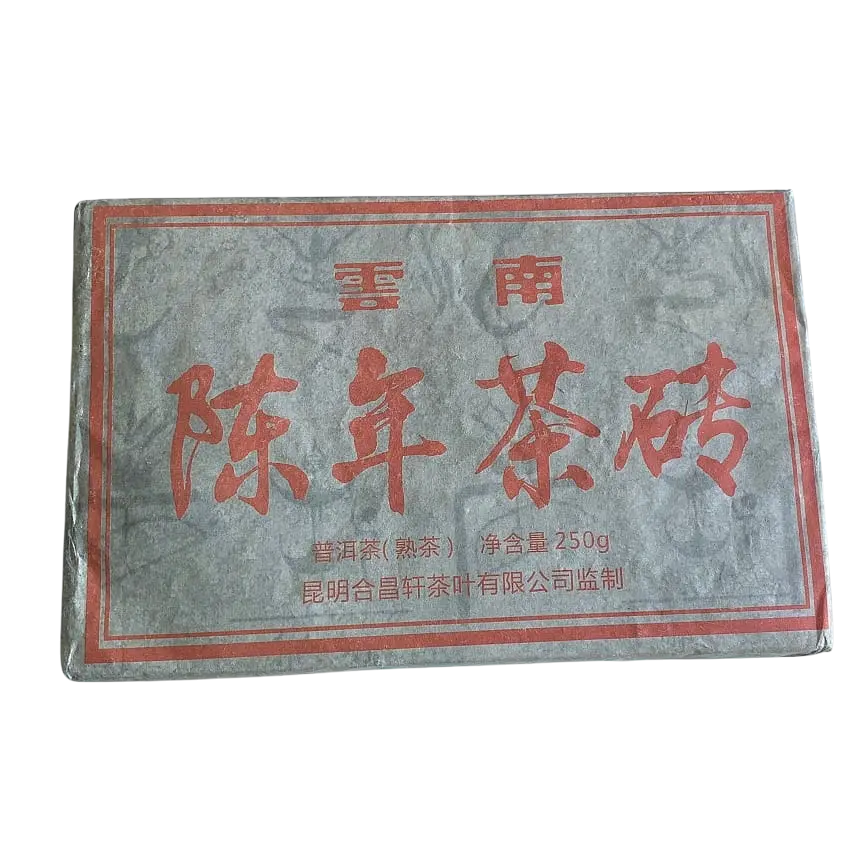 雲南
陈年茶砖
普洱茶(熟茶) 净含量250g
昆明合昌轩茶叶有限公司监制